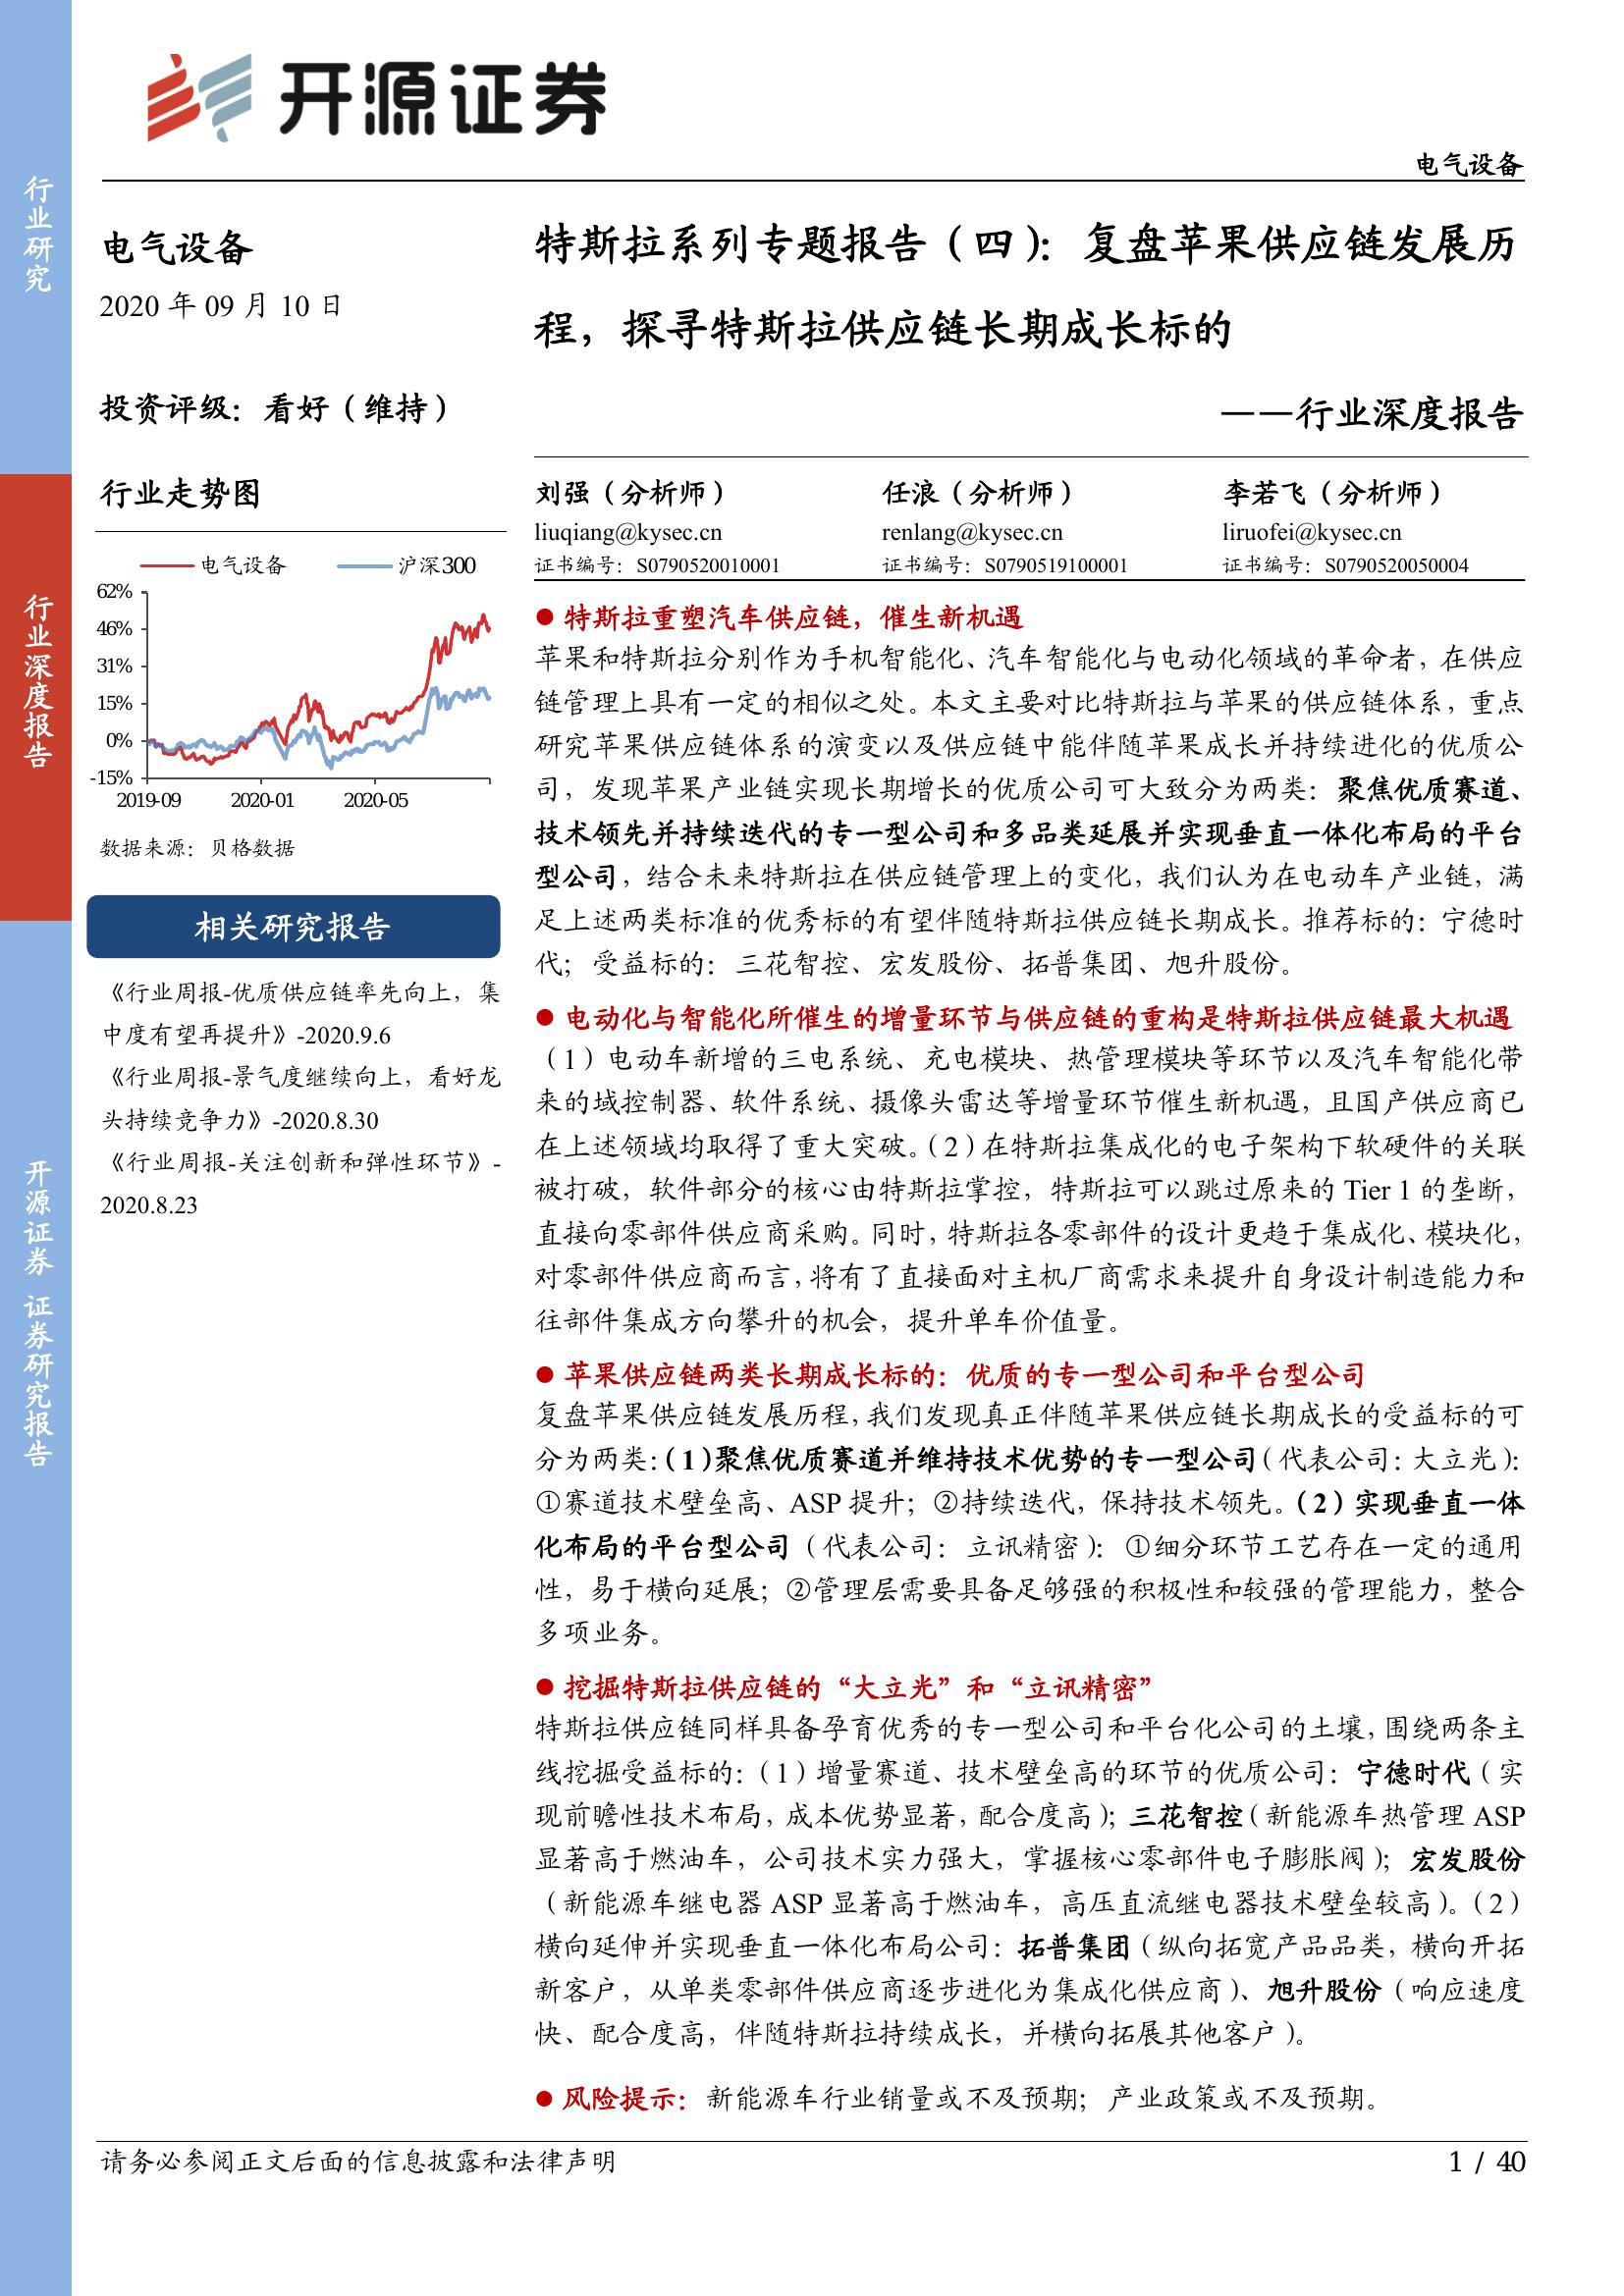 开源证券
电气设备
行业研究
行业深度报告
开源证券 证券研究报告
电气设备
2020 年 09 月 10 日
投资评级：看好（维持）
行业走势图
电气设备 沪深300
62%
46%
31%
15%
0%
-15%
2019-09 2020-01 2020-05
数据来源：贝格数据
相关研究报告
《行业周报-优质供应链率先向上，集
中度有望再提升》-2020.9.6
《行业周报-景气度继续向上，看好龙
头持续竞争力》-2020.8.30
《行业周报-关注创新和弹性环节》-
2020.8.23
特斯拉系列专题报告（四）：复盘苹果供应链发展历
程，探寻特斯拉供应链长期成长标的
——行业深度报告
刘强（分析师） 任浪（分析师） 李若飞（分析师）
liuqiang@kysec.cn renlang@kysec.cn liruofei@kysec.cn
证书编号：S0790520010001 证书编号：S0790519100001 证书编号：S0790520050004
● 特斯拉重塑汽车供应链，催生新机遇
苹果和特斯拉分别作为手机智能化、汽车智能化与电动化领域的革命者，在供应
链管理上具有一定的相似之处。本文主要对比特斯拉与苹果的供应链体系，重点
研究苹果供应链体系的演变以及供应链中能伴随苹果成长并持续进化的优质公
司，发现苹果产业链实现长期增长的优质公司可大致分为两类：聚焦优质赛道、
技术领先并持续迭代的专一型公司和多品类延展并实现垂直一体化布局的平台
型公司，结合未来特斯拉在供应链管理上的变化，我们认为在电动车产业链，满
足上述两类标准的优秀标的有望伴随特斯拉供应链长期成长。推荐标的：宁德时
代；受益标的：三花智控、宏发股份、拓普集团、旭升股份。
● 电动化与智能化所催生的增量环节与供应链的重构是特斯拉供应链最大机遇
（1）电动车新增的三电系统、充电模块、热管理模块等环节以及汽车智能化带
来的域控制器、软件系统、摄像头雷达等增量环节催生新机遇，且国产供应商已
在上述领域均取得了重大突破。（2）在特斯拉集成化的电子架构下软硬件的关联
被打破，软件部分的核心由特斯拉掌控，特斯拉可以跳过原来的 Tier 1 的垄断，
直接向零部件供应商采购。同时，特斯拉各零部件的设计更趋于集成化、模块化，
对零部件供应商而言，将有了直接面对主机厂商需求来提升自身设计制造能力和
往部件集成方向攀升的机会，提升单车价值量。
● 苹果供应链两类长期成长标的：优质的专一型公司和平台型公司
复盘苹果供应链发展历程，我们发现真正伴随苹果供应链长期成长的受益标的可
分为两类：（1）聚焦优质赛道并维持技术优势的专一型公司（代表公司：大立光）：
①赛道技术壁垒高、ASP 提升；②持续迭代，保持技术领先。（2）实现垂直一体
化布局的平台型公司（代表公司：立讯精密）：①细分环节工艺存在一定的通用
性，易于横向延展；②管理层需要具备足够强的积极性和较强的管理能力，整合
多项业务。
● 挖掘特斯拉供应链的“大立光”和“立讯精密”
特斯拉供应链同样具备孕育优秀的专一型公司和平台化公司的土壤，围绕两条主
线挖掘受益标的：（1）增量赛道、技术壁垒高的环节的优质公司：宁德时代（实
现前瞻性技术布局，成本优势显著，配合度高）；三花智控（新能源车热管理 ASP
显著高于燃油车，公司技术实力强大，掌握核心零部件电子膨胀阀）；宏发股份
（新能源车继电器 ASP 显著高于燃油车，高压直流继电器技术壁垒较高）。（2）
横向延伸并实现垂直一体化布局公司：拓普集团（纵向拓宽产品品类，横向开拓
新客户，从单类零部件供应商逐步进化为集成化供应商）、旭升股份（响应速度
快、配合度高，伴随特斯拉持续成长，并横向拓展其他客户）。
● 风险提示：新能源车行业销量或不及预期；产业政策或不及预期。
请务必参阅正文后面的信息披露和法律声明 1 / 40